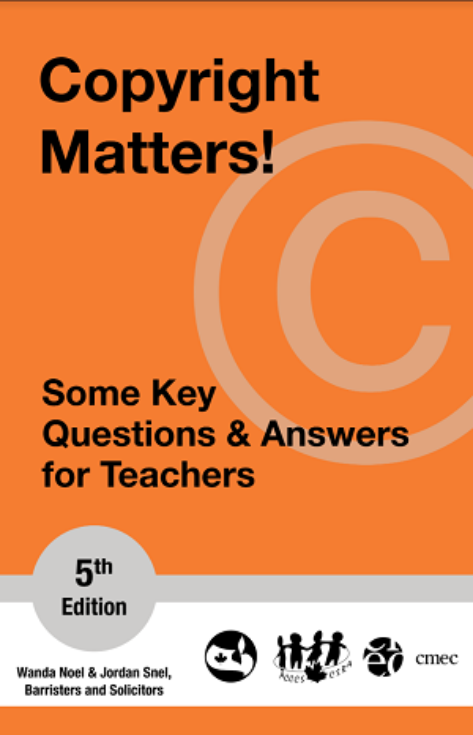 Copyright
Matters!
©
Some Key
Questions & Answers
for Teachers
5th
Edition
Wanda Noel & Jordan Snel,
Barristers and Solicitors
cmec